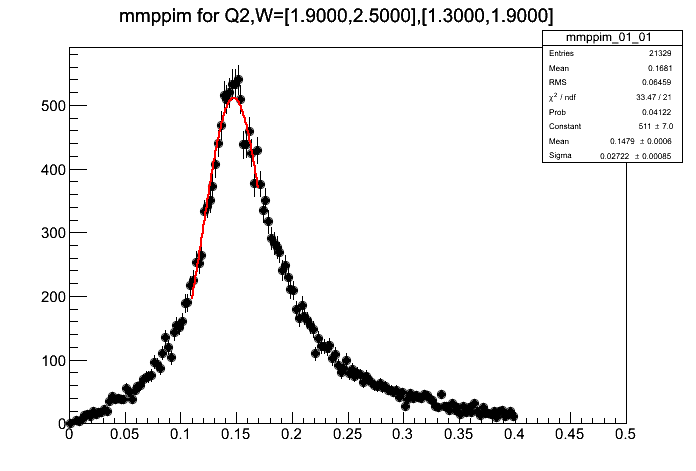 mmppim for Q2,W=[1.9000,2.5000],[1.3000,1.9000]
mmppim_01_01
Entries 21329
Mean 0.1681
RMS 0.06459
χ² / ndf 33.47 / 21
Prob 0.04122
Constant 511 ± 7.0
Mean 0.1479 ± 0.0006
Sigma 0.02722 ± 0.00085
500
400
300
200
100
0
0 0.05 0.1 0.15 0.2 0.25 0.3 0.35 0.4 0.45 0.5